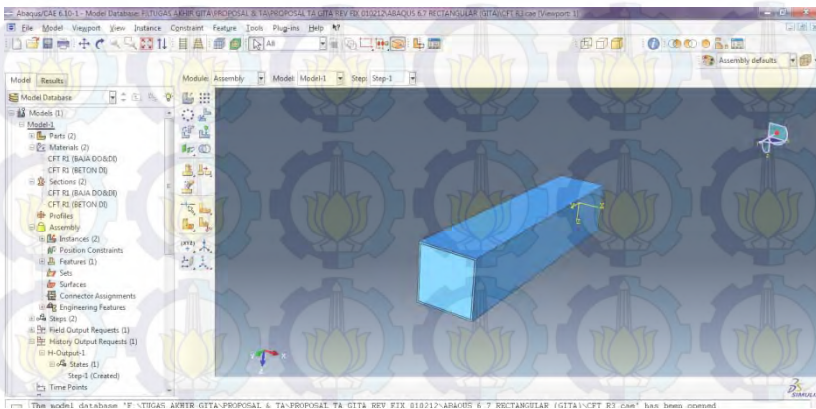 Abaqus/CAE 6.10-1 - Model Database: F:\TUGAS AKHIR GITA\PROPOSAL & TA\PROPOSAL TA GITA REV FIX 010212\ABAQUS 6.7 RECTANGULAR (GITA)\CFT R3.cae [Viewport: 1]
File Model Viewport View Instance Constraint Feature Tools Plug-ins Help
All
Assembly defaults
Model Results
Module: Assembly Model: Model-1 Step: Step-1
Model Database
Models (1)
Model-1
Parts (2)
Materials (2)
CFT R1 (BAJA DO&DI)
CFT R1 (BETON DI)
Sections (2)
CFT R1 (BAJA DO&DI)
CFT R1 (BETON DI)
Profiles
Assembly
Instances (2)
Position Constraints
Features (1)
Sets
Surfaces
Connector Assignments
Engineering Features
Steps (2)
Field Output Requests (1)
History Output Requests (1)
H-Output-1
States (1)
Step-1 (Created)
Time Points
X
SIMULIA
The model database "F:\TUGAS AKHIR GITA\PROPOSAL & TA\PROPOSAL TA GITA REV FIX 010212\ABAQUS 6.7 RECTANGULAR (GITA)\CFT R3.cae" has been opened